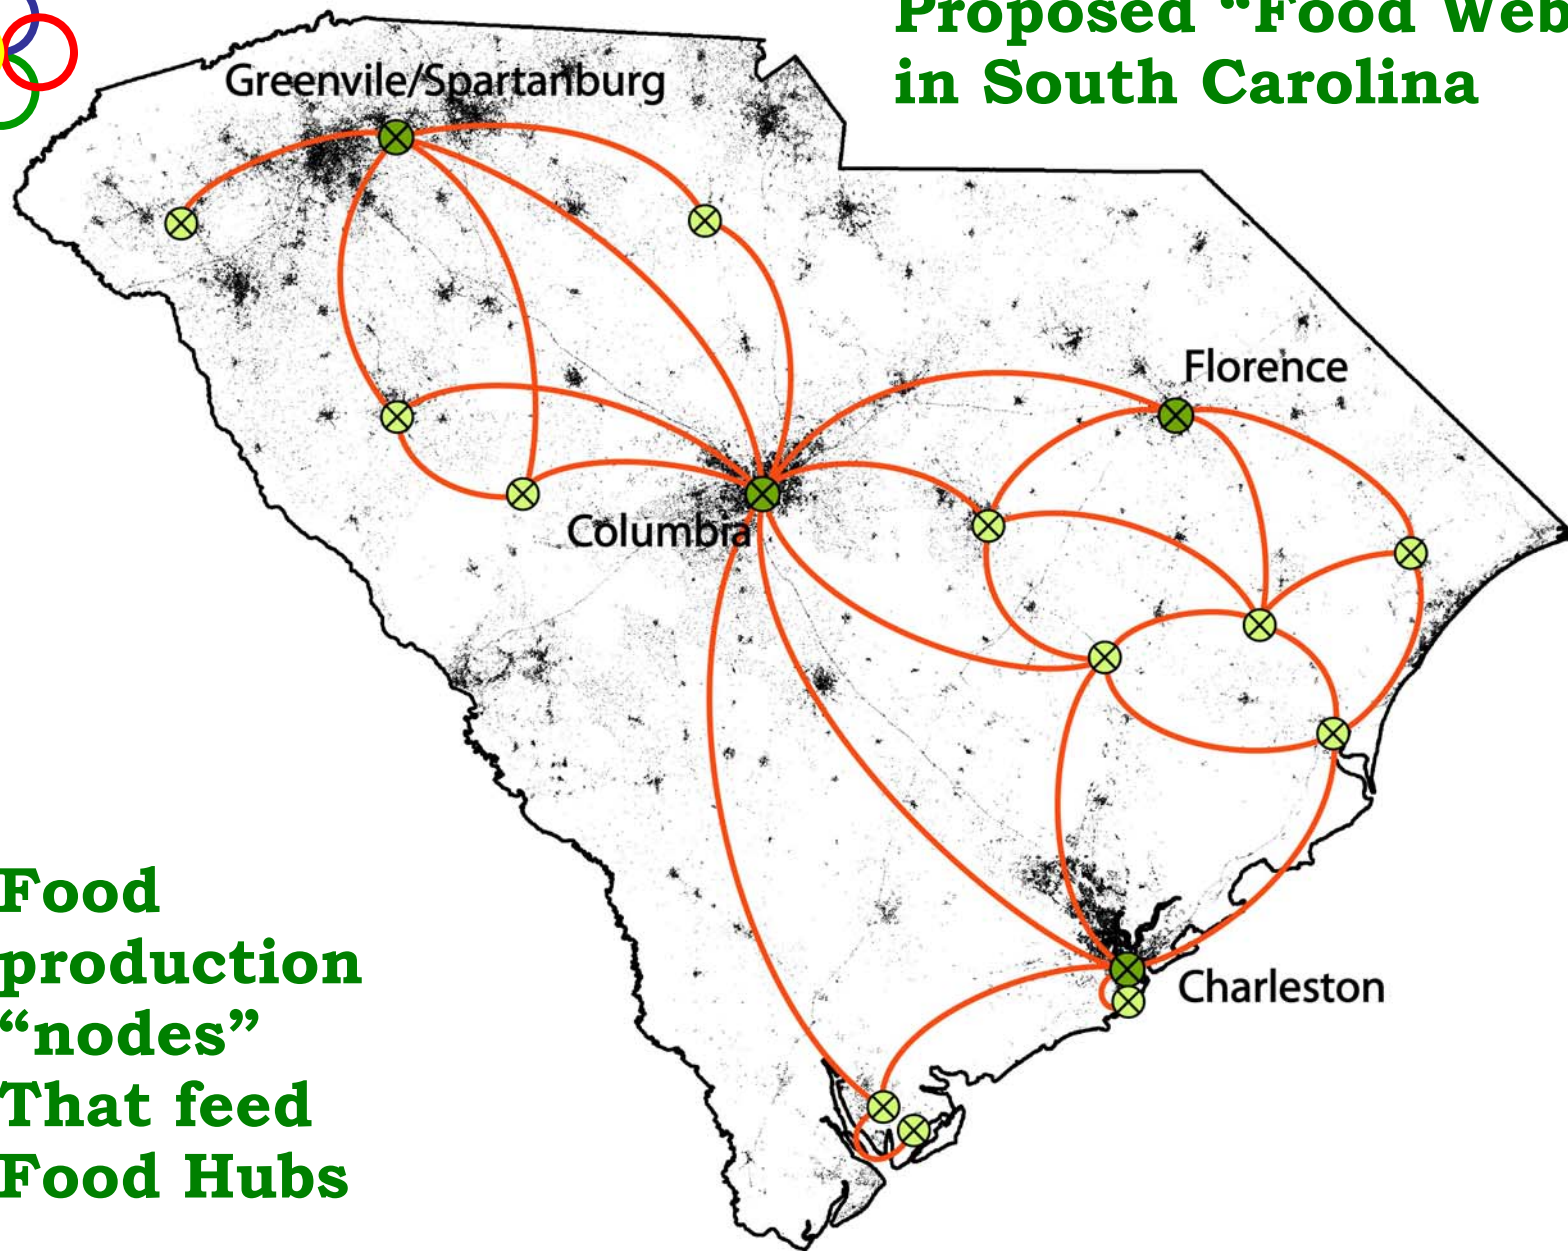 Proposed “Food Web
in South Carolina
Greenvile/Spartanburg
Florence
Columbia
Charleston
Food
production
“nodes”
That feed
Food Hubs